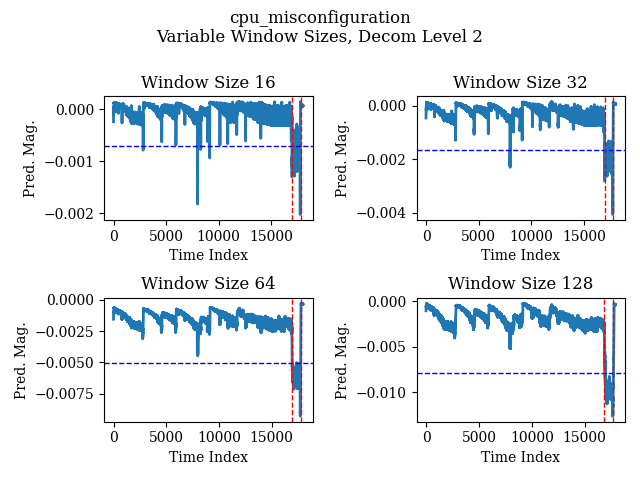 cpu_misconfiguration
Variable Window Sizes, Decom Level 2
Window Size 16
Window Size 32
0.000
−0.001
−0.002
Pred. Mag.
0 5000 10000 15000
Time Index
0.000
−0.002
−0.004
Pred. Mag.
0 5000 10000 15000
Time Index
Window Size 64
Window Size 128
0.0000
−0.0025
−0.0050
−0.0075
Pred. Mag.
0 5000 10000 15000
Time Index
0.000
−0.005
−0.010
Pred. Mag.
0 5000 10000 15000
Time Index